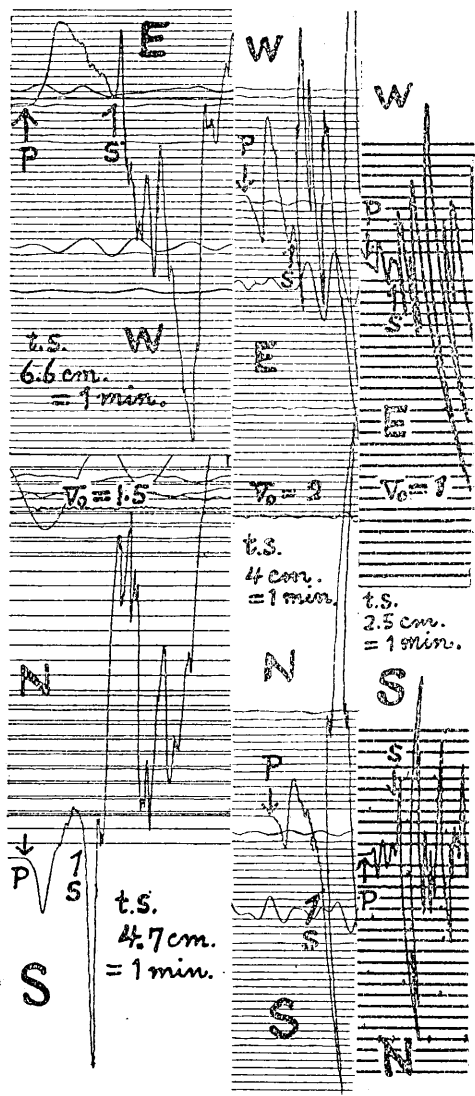 E
P
S
W
t.s.
6.6 cm.
= 1 min.
V₀ = 1.5
N
P
S
t.s.
4.7 cm.
= 1 min.
S
W
P
S
E
V₀ = 2
t.s.
4 cm.
= 1 min.
N
P
S
S
W
P
S
E
V₀ = 1
t.s.
2.5 cm.
= 1 min.
S
S
P
N